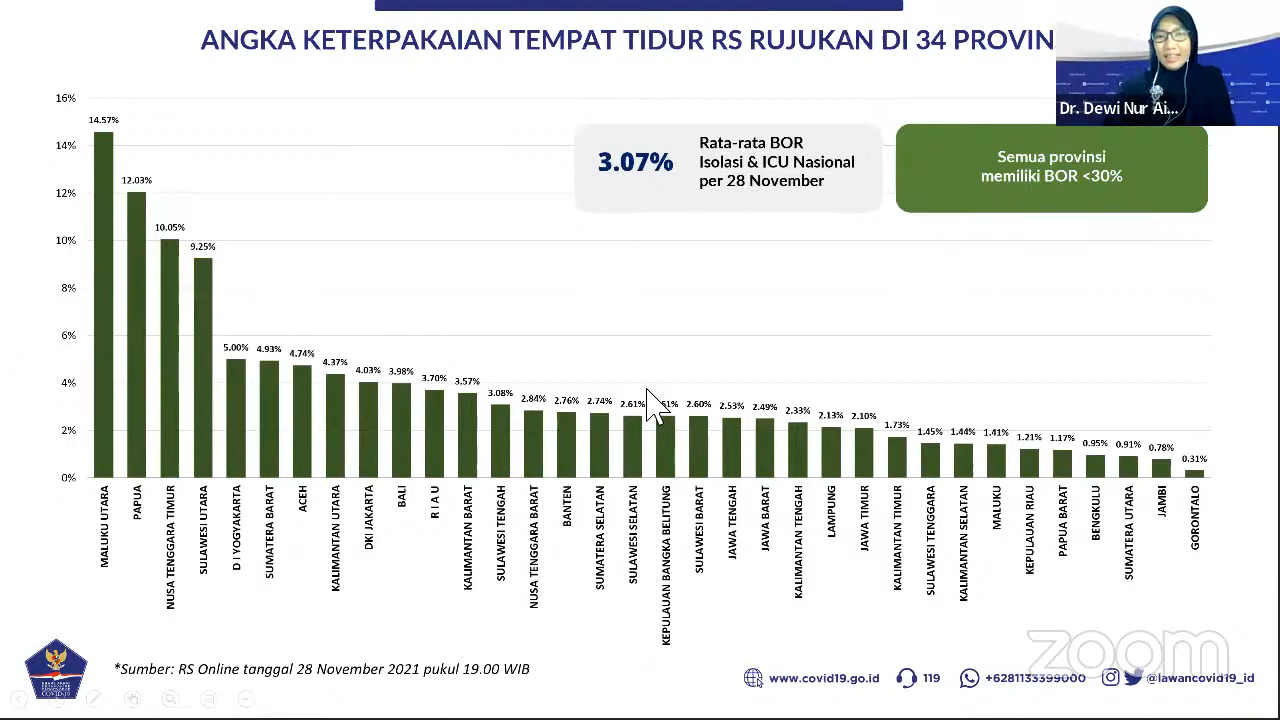 ANGKA KETERPAKAIAN TEMPAT TIDUR RS RUJUKAN DI 34
Dr. Dewi Nur Ai...
3.07%
Rata-rata BOR
Isolasi & ICU Nasional
per 28 November
Semua provinsi
memiliki BOR <30%
16%
14%
12%
10%
8%
6%
4%
2%
0%
14.57%
12.03%
10.05%
9.25%
5.00%
4.93%
4.74%
4.37%
4.03%
3.98%
3.70%
3.57%
3.08%
2.84%
2.76%
2.74%
2.61%
2.60%
2.53%
2.49%
2.33%
2.13%
2.10%
1.73%
1.45%
1.44%
1.41%
1.21%
1.17%
0.95%
0.91%
0.78%
0.31%
MALUKU UTARA
PAPUA
NUSA TENGGARA TIMUR
SULAWESI UTARA
D I YOGYAKARTA
SUMATERA BARAT
ACEH
KALIMANTAN UTARA
DKI JAKARTA
BALI
R I A U
KALIMANTAN BARAT
SULAWESI TENGAH
NUSA TENGGARA BARAT
BANTEN
SUMATERA SELATAN
SULAWESI SELATAN
KEPULAUAN BANGKA BELITUNG
SULAWESI BARAT
JAWA TENGAH
JAWA BARAT
KALIMANTAN TENGAH
LAMPUNG
JAWA TIMUR
KALIMANTAN TIMUR
SULAWESI TENGGARA
KALIMANTAN SELATAN
MALUKU
KEPULAUAN RIAU
PAPUA BARAT
BENGKULU
SUMATERA UTARA
JAMBI
GORONTALO
*Sumber: RS Online tanggal 28 November 2021 pukul 19.00 WIB
www.covid19.go.id
119
+6281133399000
@lawancovid19_id
zoom